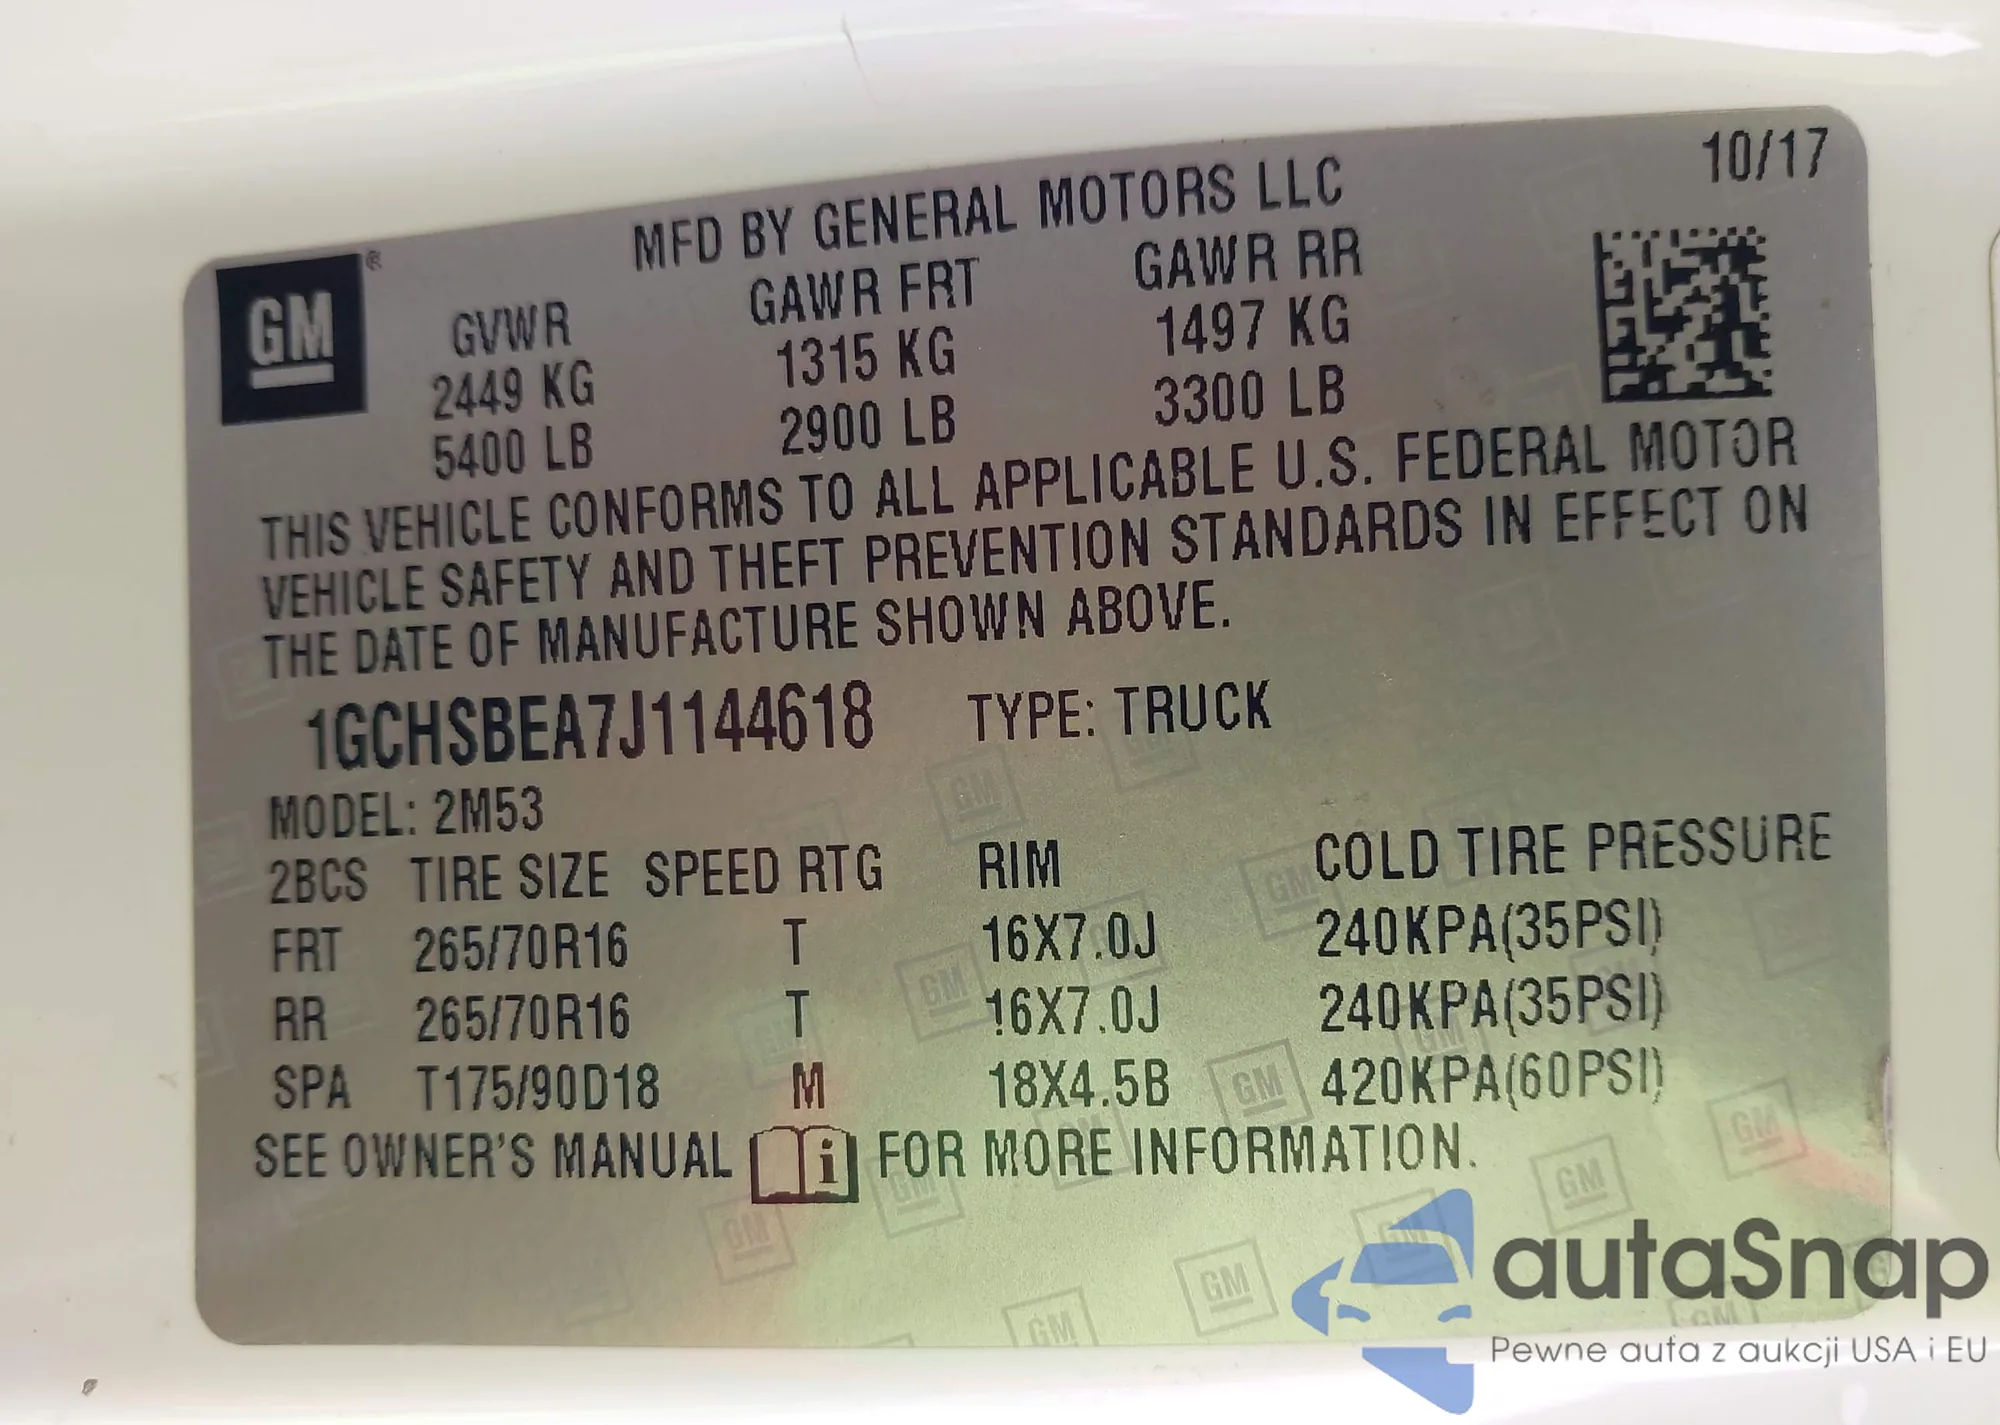 10/17
MFD BY GENERAL MOTORS LLC
GM ®
GVWR GAWR FRT GAWR RR
2449 KG 1315 KG 1497 KG
5400 LB 2900 LB 3300 LB
THIS VEHICLE CONFORMS TO ALL APPLICABLE U.S. FEDERAL MOTOR
VEHICLE SAFETY AND THEFT PREVENTION STANDARDS IN EFFECT ON
THE DATE OF MANUFACTURE SHOWN ABOVE.
1GCHSBEA7J1144618 TYPE: TRUCK
MODEL: 2M53
2BCS TIRE SIZE SPEED RTG RIM COLD TIRE PRESSURE
FRT 265/70R16 T 16X7.0J 240KPA(35PSI)
RR 265/70R16 T 16X7.0J 240KPA(35PSI)
SPA T175/90D18 M 18X4.5B 420KPA(60PSI)
SEE OWNER'S MANUAL i FOR MORE INFORMATION.
autaSnap
Pewne auta z aukcji USA i EU